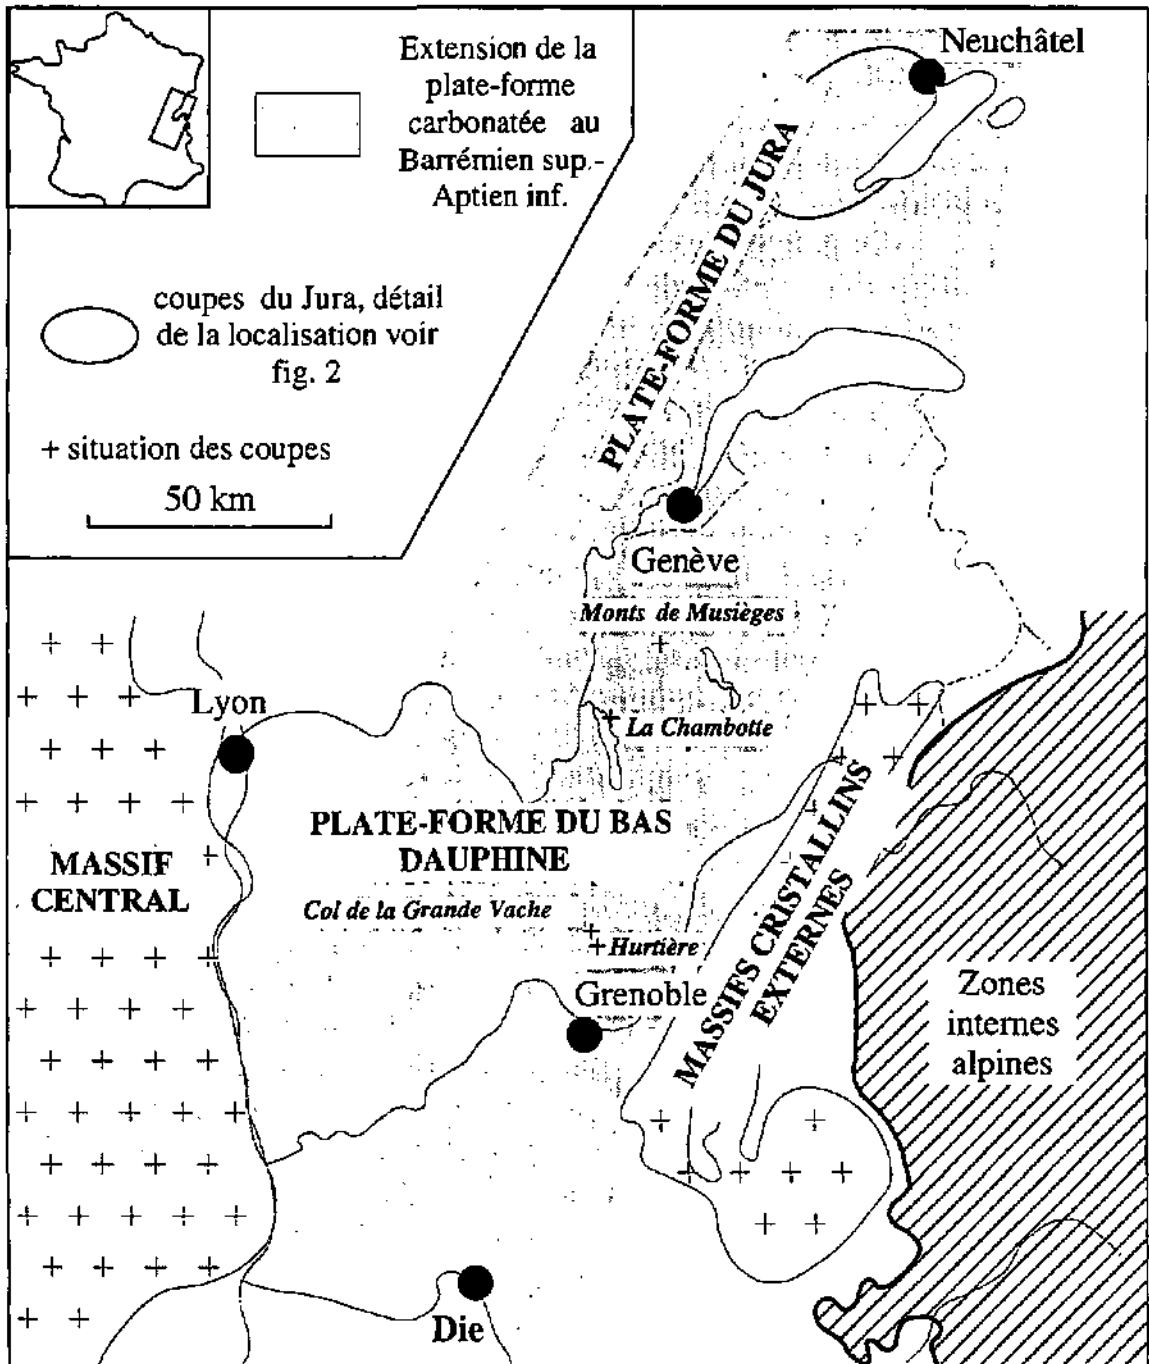 Extension de la
plate-forme
carbonatée au
Barrémien sup.-
Aptien inf.
coupes du Jura, détail
de la localisation voir
fig. 2
+ situation des coupes
50 km
Neuchâtel
PLATE-FORME DU JURA
Genève
Monts de Musièges
Lyon
La Chambotte
PLATE-FORME DU BAS
DAUPHINE
MASSIF
CENTRAL
Col de la Grande Vache
Hurtière
MASSIFS CRISTALLINS
EXTERNES
Grenoble
Zones
internes
alpines
Die